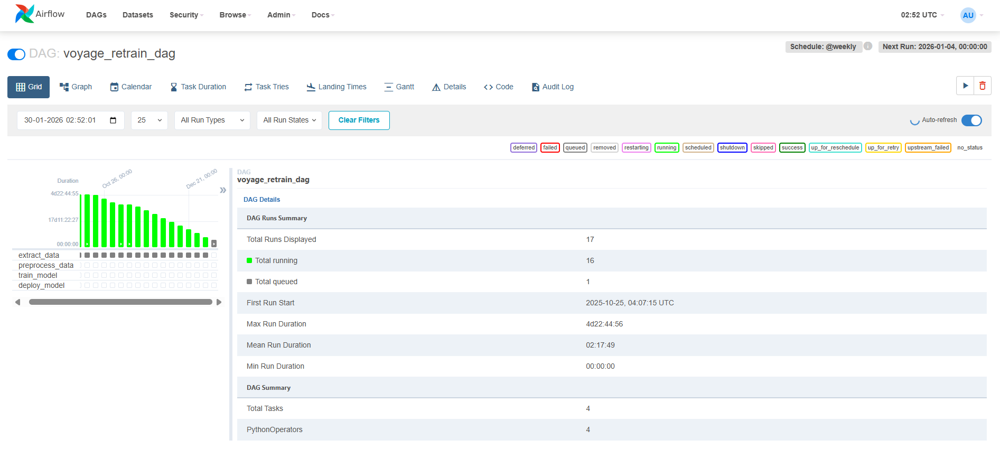 Airflow DAGs Datasets Security Browse Admin Docs 02:52 UTC AU
DAG: voyage_retrain_dag Schedule: @weekly Next Run: 2026-01-04, 00:00:00
Grid Graph Calendar Task Duration Task Tries Landing Times Gantt Details Code Audit Log
30-01-2026 02:52:01 25 All Run Types All Run States Clear Filters Auto-refresh
deferred failed queued removed restarting running scheduled shutdown skipped success up_for_reschedule up_for_retry upstream_failed no_status
Oct 26, 00:00 Dec 21, 00:00
Duration
4d22:44:55
17d11:22:27
00:00:00
extract_data
preprocess_data
train_model
deploy_model
DAG
voyage_retrain_dag
DAG Details
DAG Runs Summary
Total Runs Displayed 17
Total running 16
Total queued 1
First Run Start 2025-10-25, 04:07:15 UTC
Max Run Duration 4d22:44:56
Mean Run Duration 02:17:49
Min Run Duration 00:00:00
DAG Summary
Total Tasks 4
PythonOperators 4